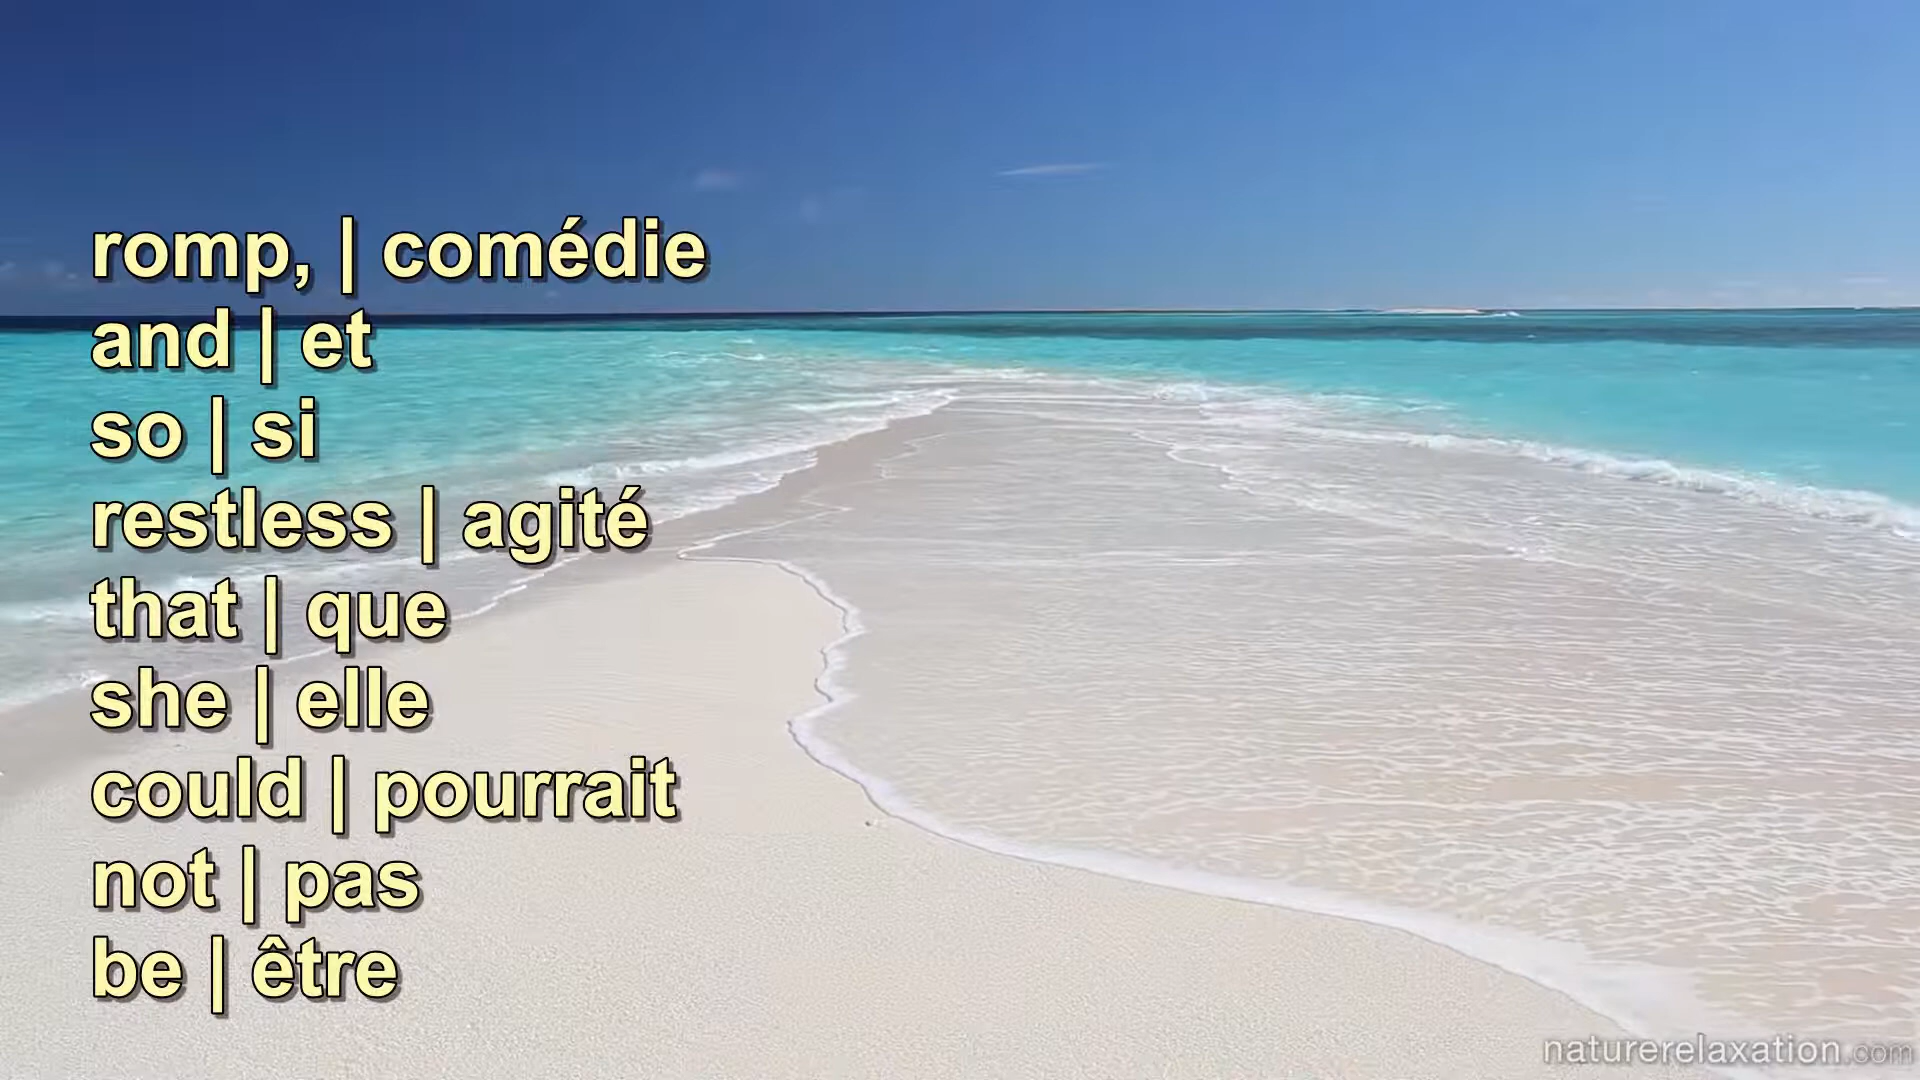 romp, | comédie
and | et
so | si
restless | agité
that | que
she | elle
could | pourrait
not | pas
be | être
naturerelaxation.com